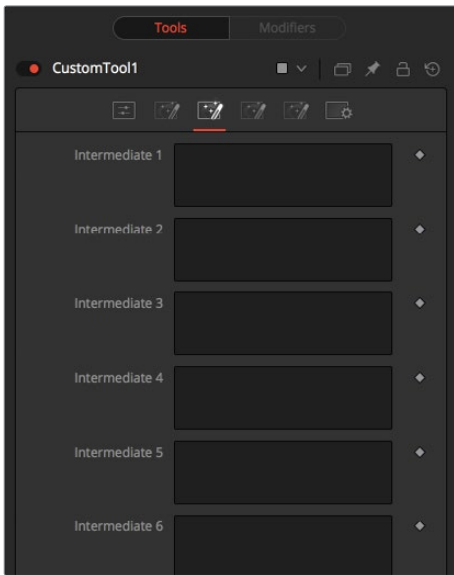 Tools
Modifiers
CustomTool1
Intermediate 1
Intermediate 2
Intermediate 3
Intermediate 4
Intermediate 5
Intermediate 6